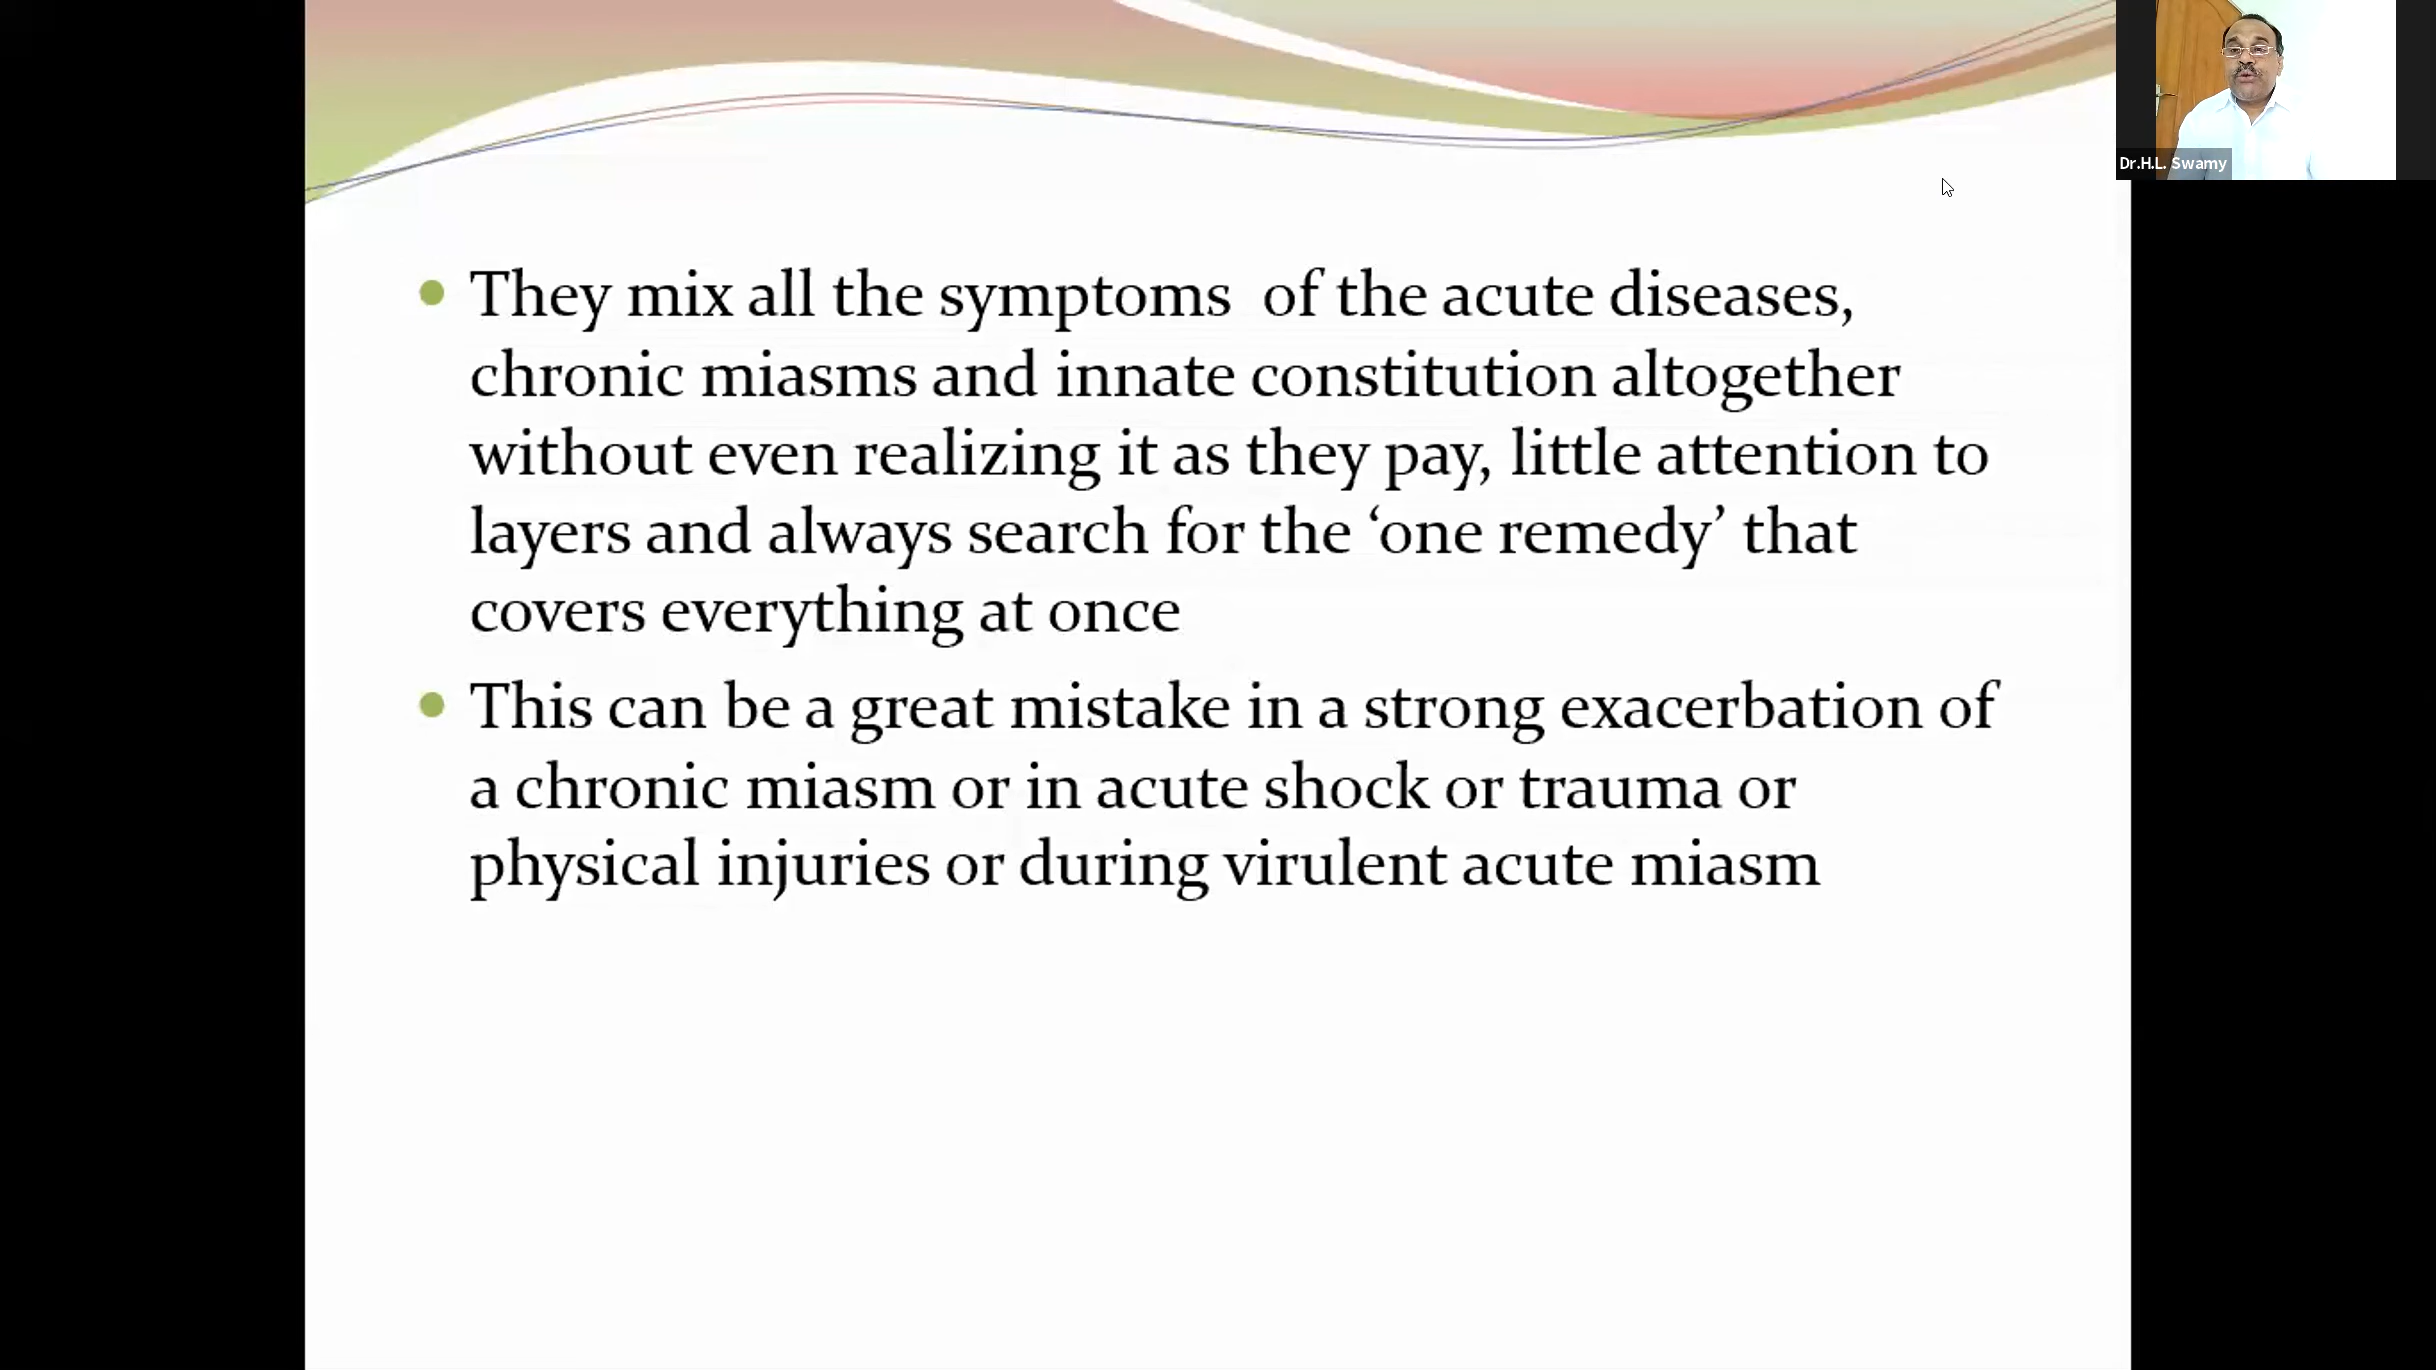 Dr.H.L. Swamy
They mix all the symptoms  of the acute diseases,
chronic miasms and innate constitution altogether
without even realizing it as they pay, little attention to
layers and always search for the ‘one remedy’ that
covers everything at once
This can be a great mistake in a strong exacerbation of
a chronic miasm or in acute shock or trauma or
physical injuries or during virulent acute miasm